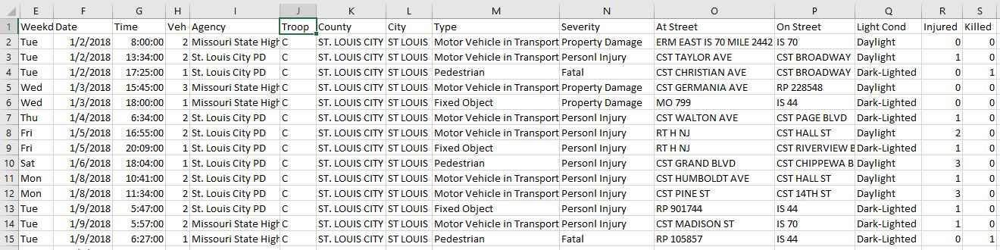 E F G H I J K L M N O P Q R S
1 Weekd Date Time Veh Agency Troop County City Type Severity At Street On Street Light Cond Injured Killed
2 Tue 1/2/2018 8:00:00 2 Missouri State High C ST. LOUIS CITY ST LOUIS Motor Vehicle in Transport Property Damage ERM EAST IS 70 MILE 2442 IS 70 Daylight 0 0
3 Tue 1/2/2018 13:34:00 2 St. Louis City PD C ST. LOUIS CITY ST LOUIS Motor Vehicle in Transport Personl Injury CST TAYLOR AVE CST BROADWAY Daylight 1 0
4 Tue 1/2/2018 17:25:00 1 St. Louis City PD C ST. LOUIS CITY ST LOUIS Pedestrian Fatal CST CHRISTIAN AVE CST BROADWAY Dark-Lighted 0 1
5 Wed 1/3/2018 15:45:00 3 Missouri State High C ST. LOUIS CITY ST LOUIS Motor Vehicle in Transport Property Damage CST GERMANIA AVE RP 228548 Daylight 0 0
6 Wed 1/3/2018 18:00:00 1 Missouri State High C ST. LOUIS CITY ST LOUIS Fixed Object Property Damage MO 799 IS 44 Dark-Lighted 0 0
7 Thu 1/4/2018 6:34:00 2 St. Louis City PD C ST. LOUIS CITY ST LOUIS Motor Vehicle in Transport Personl Injury CST WALTON AVE CST PAGE BLVD Dark-Lighted 1 0
8 Fri 1/5/2018 16:55:00 2 St. Louis City PD C ST. LOUIS CITY ST LOUIS Motor Vehicle in Transport Personl Injury RT H NJ CST HALL ST Daylight 2 0
9 Fri 1/5/2018 20:09:00 1 St. Louis City PD C ST. LOUIS CITY ST LOUIS Fixed Object Personl Injury RT H NJ CST RIVERVIEW B Dark-Lighted 1 0
10 Sat 1/6/2018 18:04:00 1 St. Louis City PD C ST. LOUIS CITY ST LOUIS Pedestrian Personl Injury CST GRAND BLVD CST CHIPPEWA B Daylight 3 0
11 Mon 1/8/2018 10:41:00 2 St. Louis City PD C ST. LOUIS CITY ST LOUIS Motor Vehicle in Transport Personl Injury CST HUMBOLDT AVE CST HALL ST Daylight 1 0
12 Mon 1/8/2018 11:34:00 2 St. Louis City PD C ST. LOUIS CITY ST LOUIS Motor Vehicle in Transport Personl Injury CST PINE ST CST 14TH ST Daylight 3 0
13 Tue 1/9/2018 5:47:00 2 St. Louis City PD C ST. LOUIS CITY ST LOUIS Fixed Object Personl Injury RP 901744 IS 44 Dark-Lighted 1 0
14 Tue 1/9/2018 5:57:00 2 Missouri State High C ST. LOUIS CITY ST LOUIS Motor Vehicle in Transport Personl Injury CST MADISON ST IS 70 Dark-Lighted 1 0
15 Tue 1/9/2018 6:27:00 1 Missouri State High C ST. LOUIS CITY ST LOUIS Pedestrian Fatal RP 105857 IS 44 Dark-Lighted 0 1